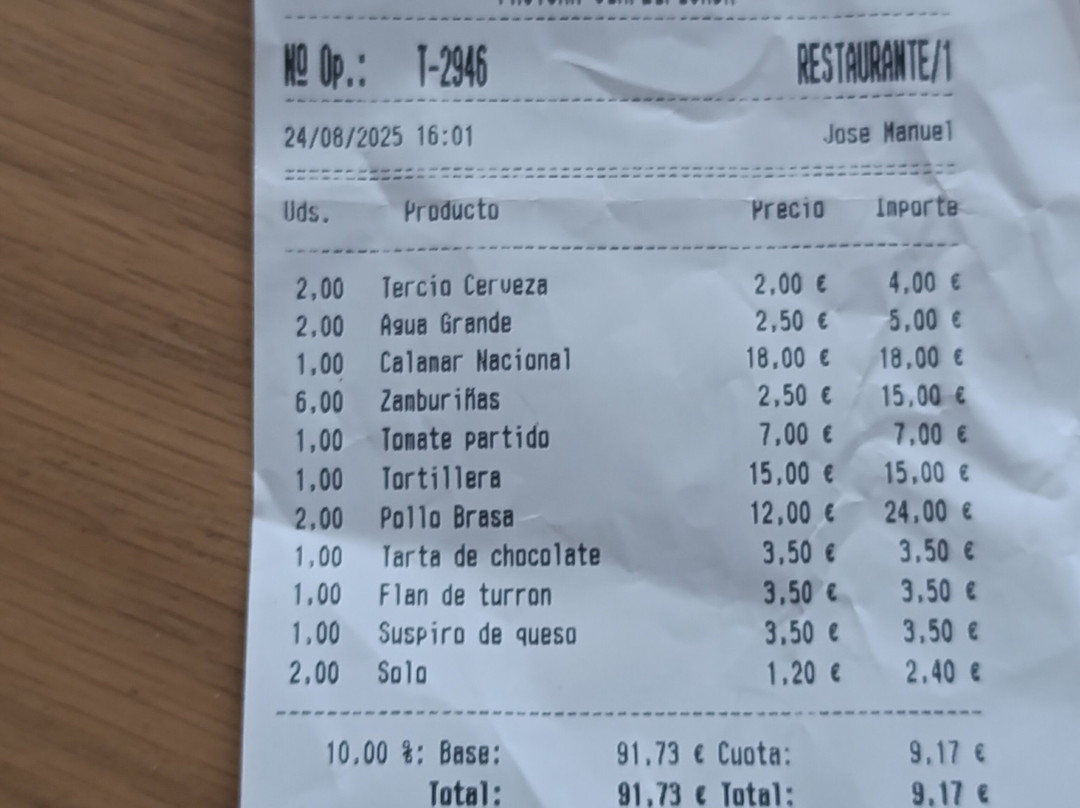 Nº Op.: T-2946 RESTAURANTE/1
24/08/2025 16:01 Jose Manuel
Uds. Producto Precio Importe
2,00 Tercio Cerveza 2,00 € 4,00 €
2,00 Agua Grande 2,50 € 5,00 €
1,00 Calamar Nacional 18,00 € 18,00 €
6,00 Zamburiñas 2,50 € 15,00 €
1,00 Tomate partido 7,00 € 7,00 €
1,00 Tortillera 15,00 € 15,00 €
2,00 Pollo Brasa 12,00 € 24,00 €
1,00 Tarta de chocolate 3,50 € 3,50 €
1,00 Flan de turron 3,50 € 3,50 €
1,00 Suspiro de queso 3,50 € 3,50 €
2,00 Solo 1,20 € 2,40 €
10,00 %: Base: 91,73 € Cuota: 9,17 €
Total: 91,73 € Total: 9,17 €